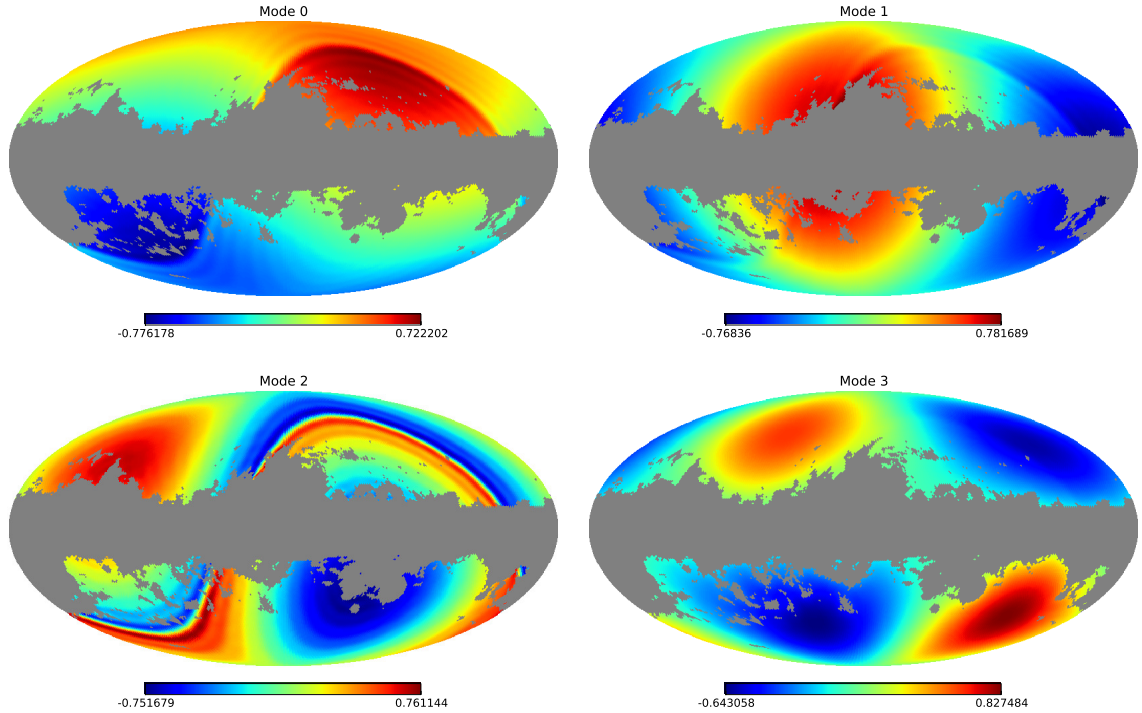 Mode 0
Mode 1
-0.776178 0.722202
-0.76836 0.781689
Mode 2
Mode 3
-0.751679 0.761144
-0.643058 0.827484